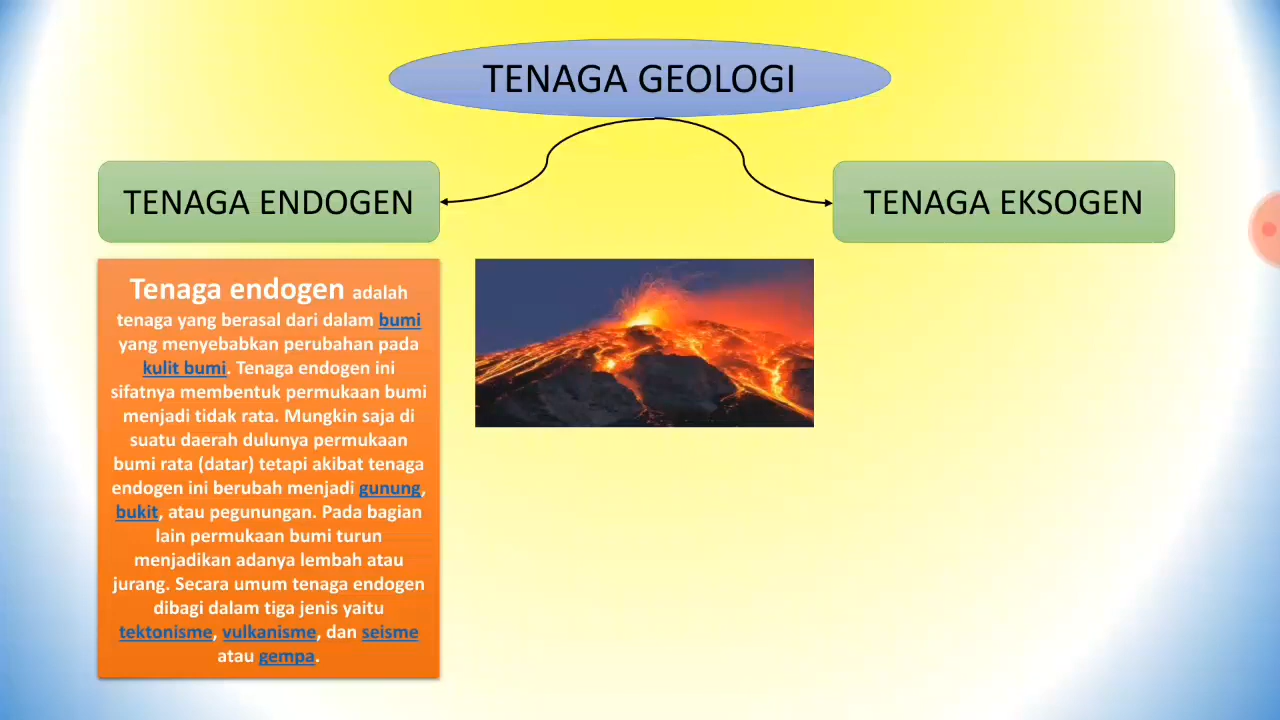 TENAGA GEOLOGI
TENAGA ENDOGEN
TENAGA EKSOGEN
Tenaga endogen adalah
tenaga yang berasal dari dalam bumi
yang menyebabkan perubahan pada
kulit bumi. Tenaga endogen ini
sifatnya membentuk permukaan bumi
menjadi tidak rata. Mungkin saja di
suatu daerah dulunya permukaan
bumi rata (datar) tetapi akibat tenaga
endogen ini berubah menjadi gunung,
bukit, atau pegunungan. Pada bagian
lain permukaan bumi turun
menjadikan adanya lembah atau
jurang. Secara umum tenaga endogen
dibagi dalam tiga jenis yaitu
tektonisme, vulkanisme, dan seisme
atau gempa.